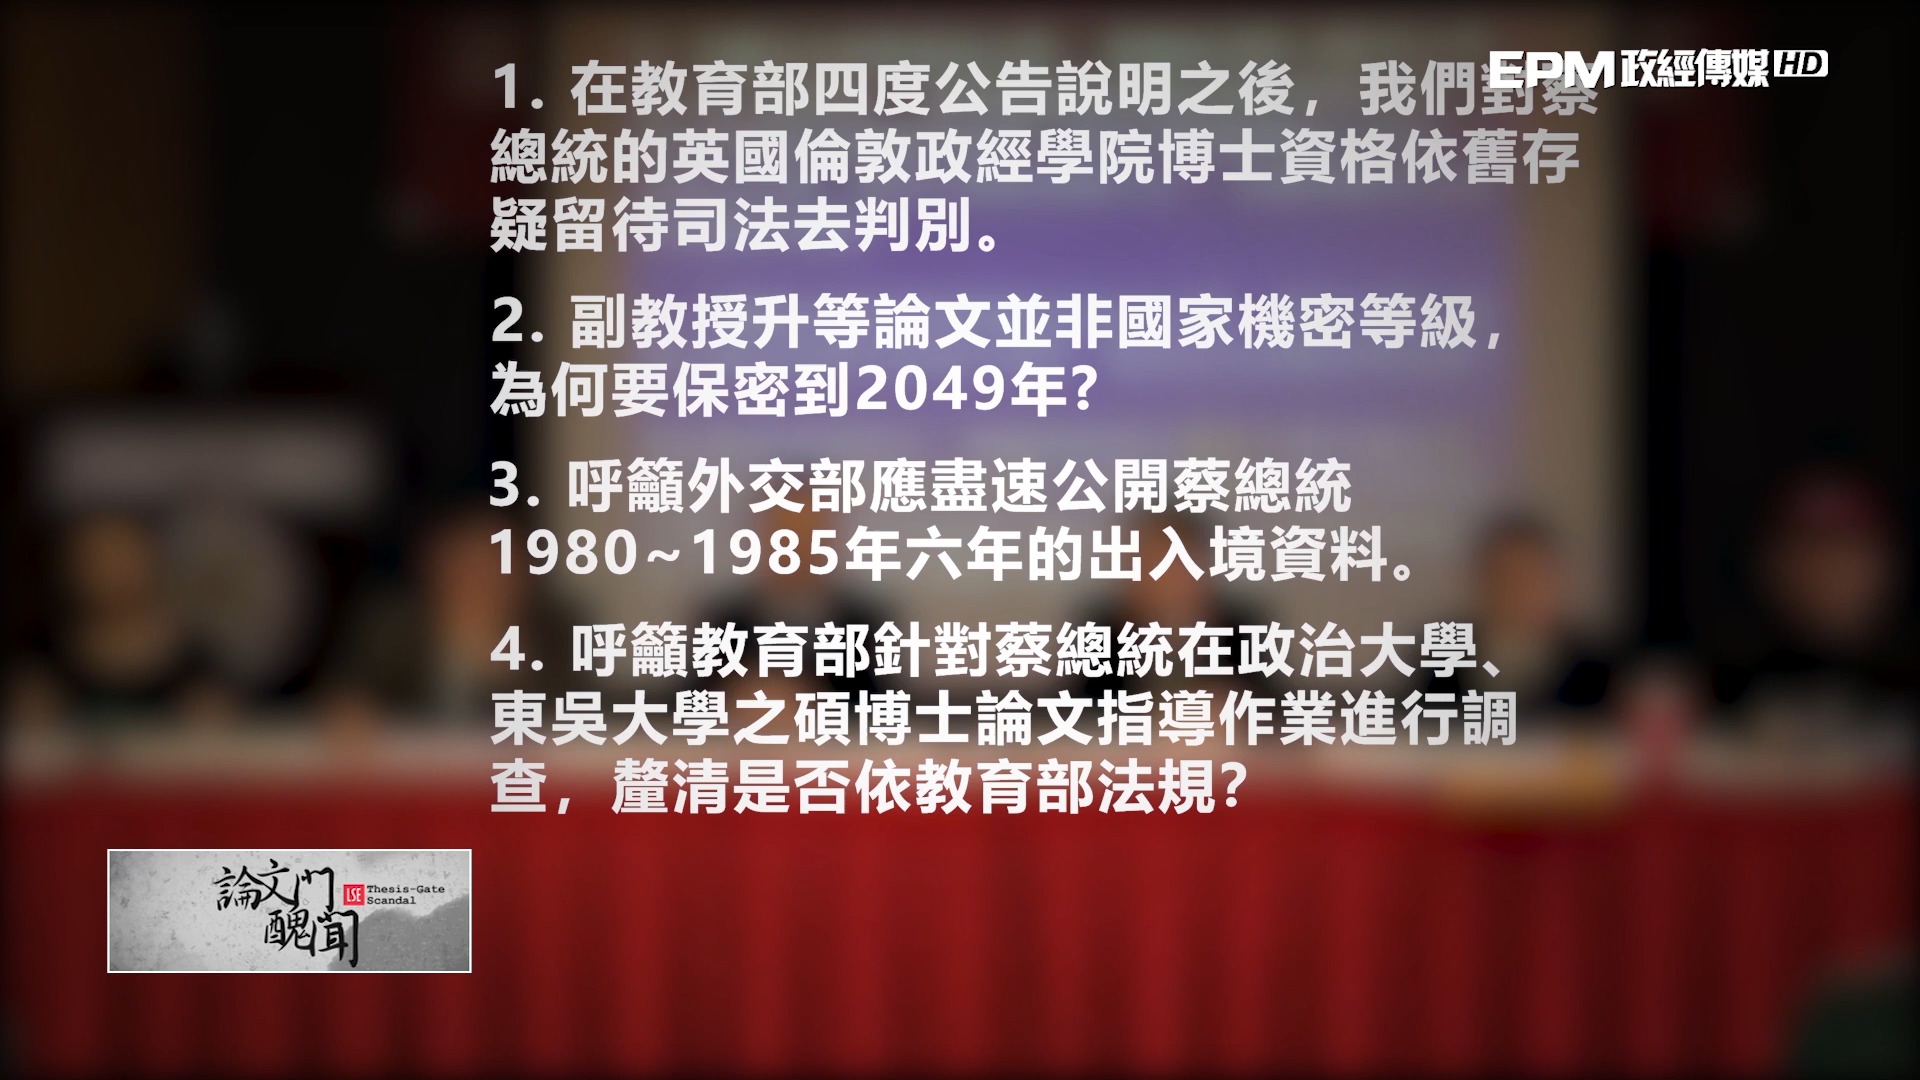 EPM 政經傳媒 HD
1. 在教育部四度公告說明之後，我們對蔡
總統的英國倫敦政經學院博士資格依舊存
疑留待司法去判別。
2. 副教授升等論文並非國家機密等級，
為何要保密到2049年?
3. 呼籲外交部應盡速公開蔡總統
1980~1985年六年的出入境資料。
4. 呼籲教育部針對蔡總統在政治大學、
東吳大學之碩博士論文指導作業進行調
查，釐清是否依教育部法規?
論文門
醜聞
LSE Thesis-Gate
Scandal